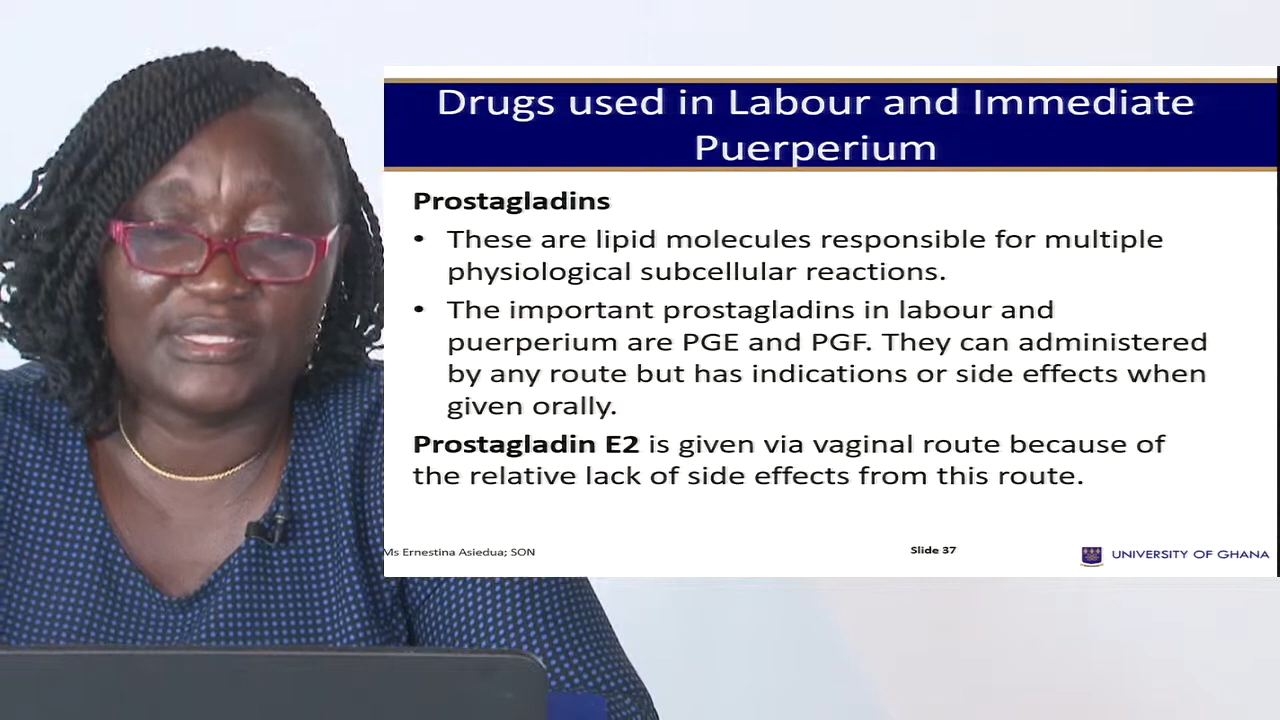 Drugs used in Labour and Immediate
Puerperium
Prostagladins
• These are lipid molecules responsible for multiple
physiological subcellular reactions.
• The important prostagladins in labour and
puerperium are PGE and PGF. They can administered
by any route but has indications or side effects when
given orally.
Prostagladin E2 is given via vaginal route because of
the relative lack of side effects from this route.
Ms Ernestina Asiedua; SON
Slide 37
UNIVERSITY OF GHANA